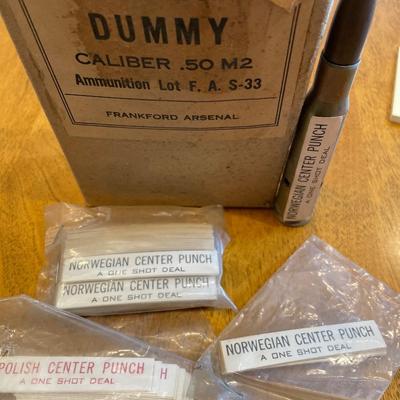 DUMMY
CALIBER .50 M2
Ammunition Lot F. A. S-33
FRANKFORD ARSENAL
NORWEGIAN CENTER PUNCH
A ONE SHOT DEAL
NORWEGIAN CENTER PUNCH
A ONE SHOT DEAL
NORWEGIAN CENTER PUNCH
A ONE SHOT DEAL
NORWEGIAN CENTER PUNCH
A ONE SHOT DEAL
POLISH CENTER PUNCH
A ONE SHOT DEAL
H